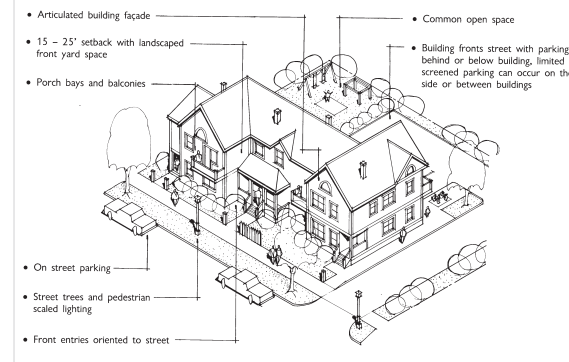 • Articulated building façade
• 15 – 25' setback with landscaped
front yard space
• Porch bays and balconies
• Common open space
• Building fronts street with parking
behind or below building, limited
screened parking can occur on
side or between buildings
• On street parking
• Street trees and pedestrian
scaled lighting
• Front entries oriented to street